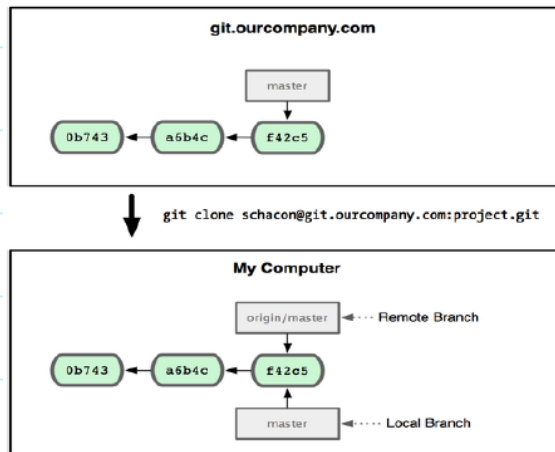 git.ourcompany.com
master
0b743 a6b4c f42c5
git clone schacon@git.ourcompany.com:project.git
My Computer
origin/master Remote Branch
0b743 a6b4c f42c5
master Local Branch